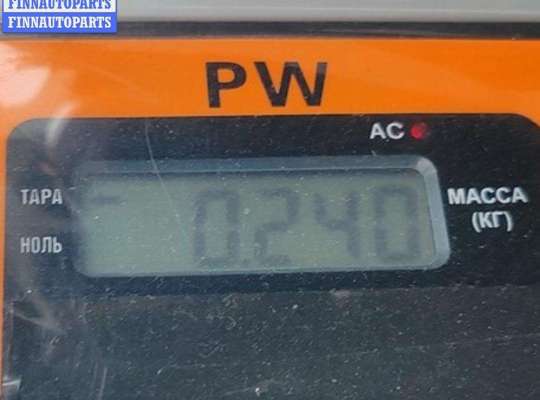 FINNAUTOPARTS
FINNAUTOPARTS
PW
AC
ТАРА
0.240
МАССА
(КГ)
НОЛЬ